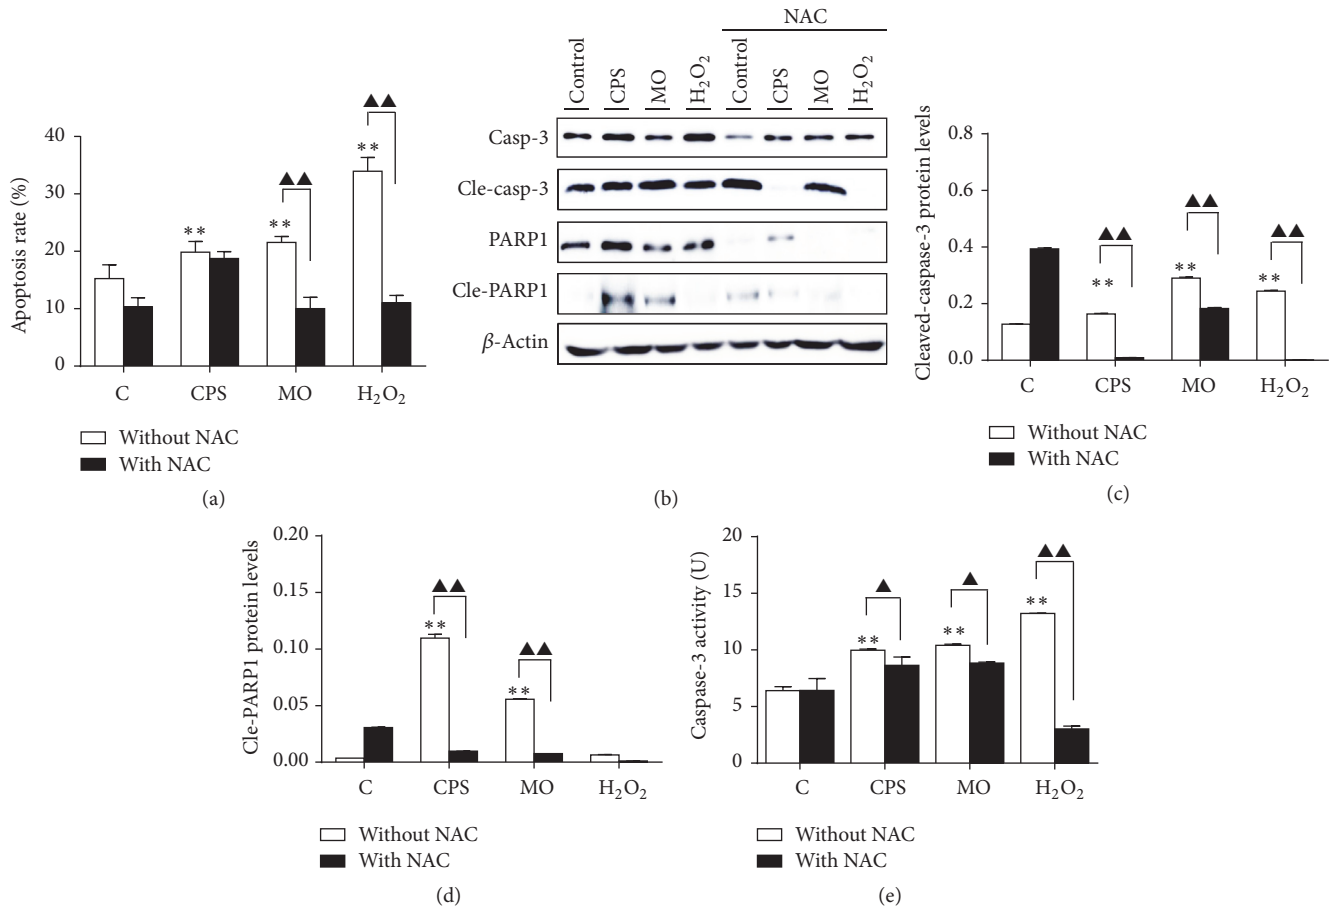 Apoptosis rate (%)
40
30
20
10
0
**
**
▲▲
**
▲▲
C
CPS
MO
H₂O₂
Without NAC
With NAC
(a)
NAC
Control
CPS
MO
H₂O₂
Control
CPS
MO
H₂O₂
Casp-3
Cle-casp-3
PARP1
Cle-PARP1
β-Actin
(b)
Cleaved-caspase-3 protein levels
0.8
0.6
0.4
0.2
0.0
**
▲▲
**
▲▲
**
▲▲
C
CPS
MO
H₂O₂
Without NAC
With NAC
(c)
Cle-PARP1 protein levels
0.20
0.15
0.10
0.05
0.00
**
▲▲
**
▲▲
C
CPS
MO
H₂O₂
Without NAC
With NAC
(d)
Caspase-3 activity (U)
20
15
10
5
0
**
▲
**
▲
**
▲▲
C
CPS
MO
H₂O₂
Without NAC
With NAC
(e)